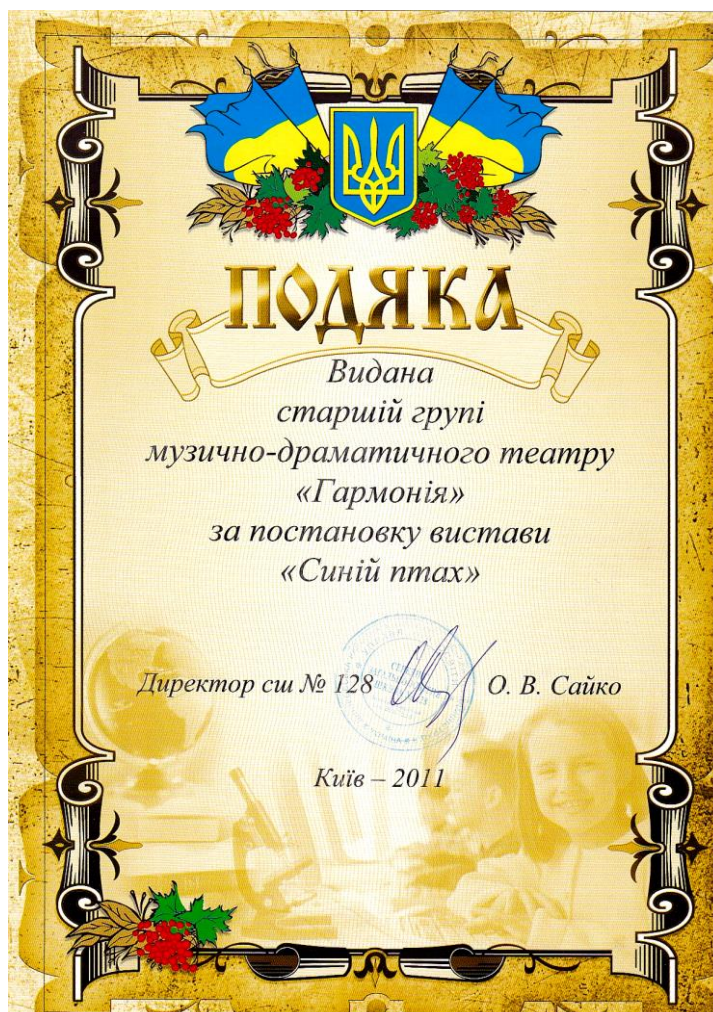 ПОДЯКА
Видана
старшій групі
музично-драматичного театру
«Гармонія»
за постановку вистави
«Синій птах»
Директор сш № 128 О. В. Сайко
Київ – 2011